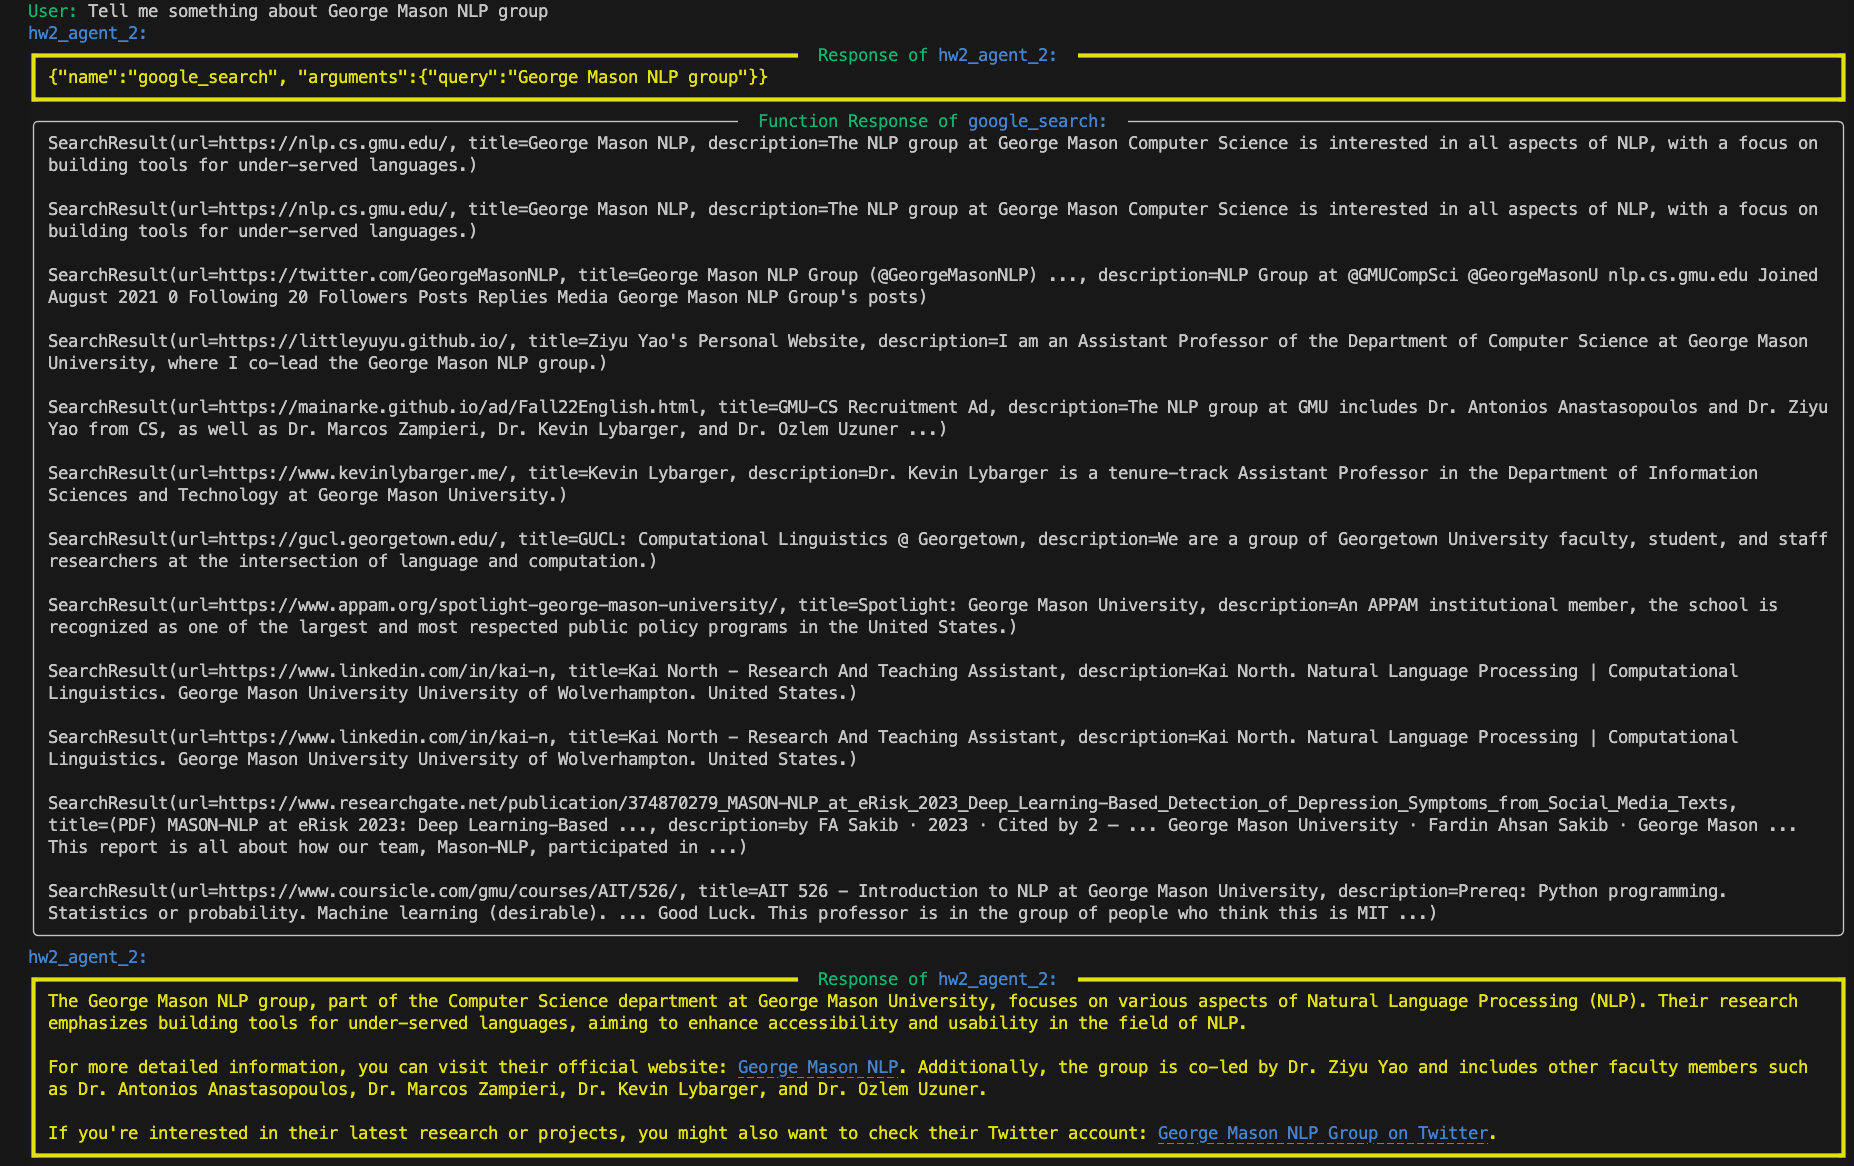 User: Tell me something about George Mason NLP group
hw2_agent_2:
Response of hw2_agent_2:
{"name":"google_search", "arguments":{"query":"George Mason NLP group"}}
Function Response of google_search:
SearchResult(url=https://nlp.cs.gmu.edu/, title=George Mason NLP, description=The NLP group at George Mason Computer Science is interested in all aspects of NLP, with a focus on
building tools for under-served languages.)
SearchResult(url=https://nlp.cs.gmu.edu/, title=George Mason NLP, description=The NLP group at George Mason Computer Science is interested in all aspects of NLP, with a focus on
building tools for under-served languages.)
SearchResult(url=https://twitter.com/GeorgeMasonNLP, title=George Mason NLP Group (@GeorgeMasonNLP) ..., description=NLP Group at @GMUCompSci @GeorgeMasonU nlp.cs.gmu.edu Joined
August 2021 0 Following 20 Followers Posts Replies Media George Mason NLP Group's posts)
SearchResult(url=https://littleyuyu.github.io/, title=Ziyu Yao's Personal Website, description=I am an Assistant Professor of the Department of Computer Science at George Mason
University, where I co-lead the George Mason NLP group.)
SearchResult(url=https://mainarke.github.io/ad/Fall22English.html, title=GMU-CS Recruitment Ad, description=The NLP group at GMU includes Dr. Antonios Anastasopoulos and Dr. Ziyu
Yao from CS, as well as Dr. Marcos Zampieri, Dr. Kevin Lybarger, and Dr. Ozlem Uzuner ...)
SearchResult(url=https://www.kevinlybarger.me/, title=Kevin Lybarger, description=Dr. Kevin Lybarger is a tenure-track Assistant Professor in the Department of Information
Sciences and Technology at George Mason University.)
SearchResult(url=https://gucl.georgetown.edu/, title=GUCL: Computational Linguistics @ Georgetown, description=We are a group of Georgetown University faculty, student, and staff
researchers at the intersection of language and computation.)
SearchResult(url=https://www.appam.org/spotlight-george-mason-university/, title=Spotlight: George Mason University, description=An APPAM institutional member, the school is
recognized as one of the largest and most respected public policy programs in the United States.)
SearchResult(url=https://www.linkedin.com/in/kai-n, title=Kai North - Research And Teaching Assistant, description=Kai North. Natural Language Processing | Computational
Linguistics. George Mason University University of Wolverhampton. United States.)
SearchResult(url=https://www.linkedin.com/in/kai-n, title=Kai North - Research And Teaching Assistant, description=Kai North. Natural Language Processing | Computational
Linguistics. George Mason University University of Wolverhampton. United States.)
SearchResult(url=https://www.researchgate.net/publication/374870279_MASON-NLP_at_eRisk_2023_Deep_Learning-Based_Detection_of_Depression_Symptoms_from_Social_Media_Texts,
title=(PDF) MASON-NLP at eRisk 2023: Deep Learning-Based ..., description=by FA Sakib · 2023 · Cited by 2 — ... George Mason University · Fardin Ahsan Sakib · George Mason ...
This report is all about how our team, Mason-NLP, participated in ...)
SearchResult(url=https://www.coursicle.com/gmu/courses/AIT/526/, title=AIT 526 - Introduction to NLP at George Mason University, description=Prereq: Python programming.
Statistics or probability. Machine learning (desirable). ... Good Luck. This professor is in the group of people who think this is MIT ...)
hw2_agent_2:
Response of hw2_agent_2:
The George Mason NLP group, part of the Computer Science department at George Mason University, focuses on various aspects of Natural Language Processing (NLP). Their research
emphasizes building tools for under-served languages, aiming to enhance accessibility and usability in the field of NLP.
For more detailed information, you can visit their official website: George Mason NLP. Additionally, the group is co-led by Dr. Ziyu Yao and includes other faculty members such
as Dr. Antonios Anastasopoulos, Dr. Marcos Zampieri, Dr. Kevin Lybarger, and Dr. Ozlem Uzuner.
If you're interested in their latest research or projects, you might also want to check their Twitter account: George Mason NLP Group on Twitter.